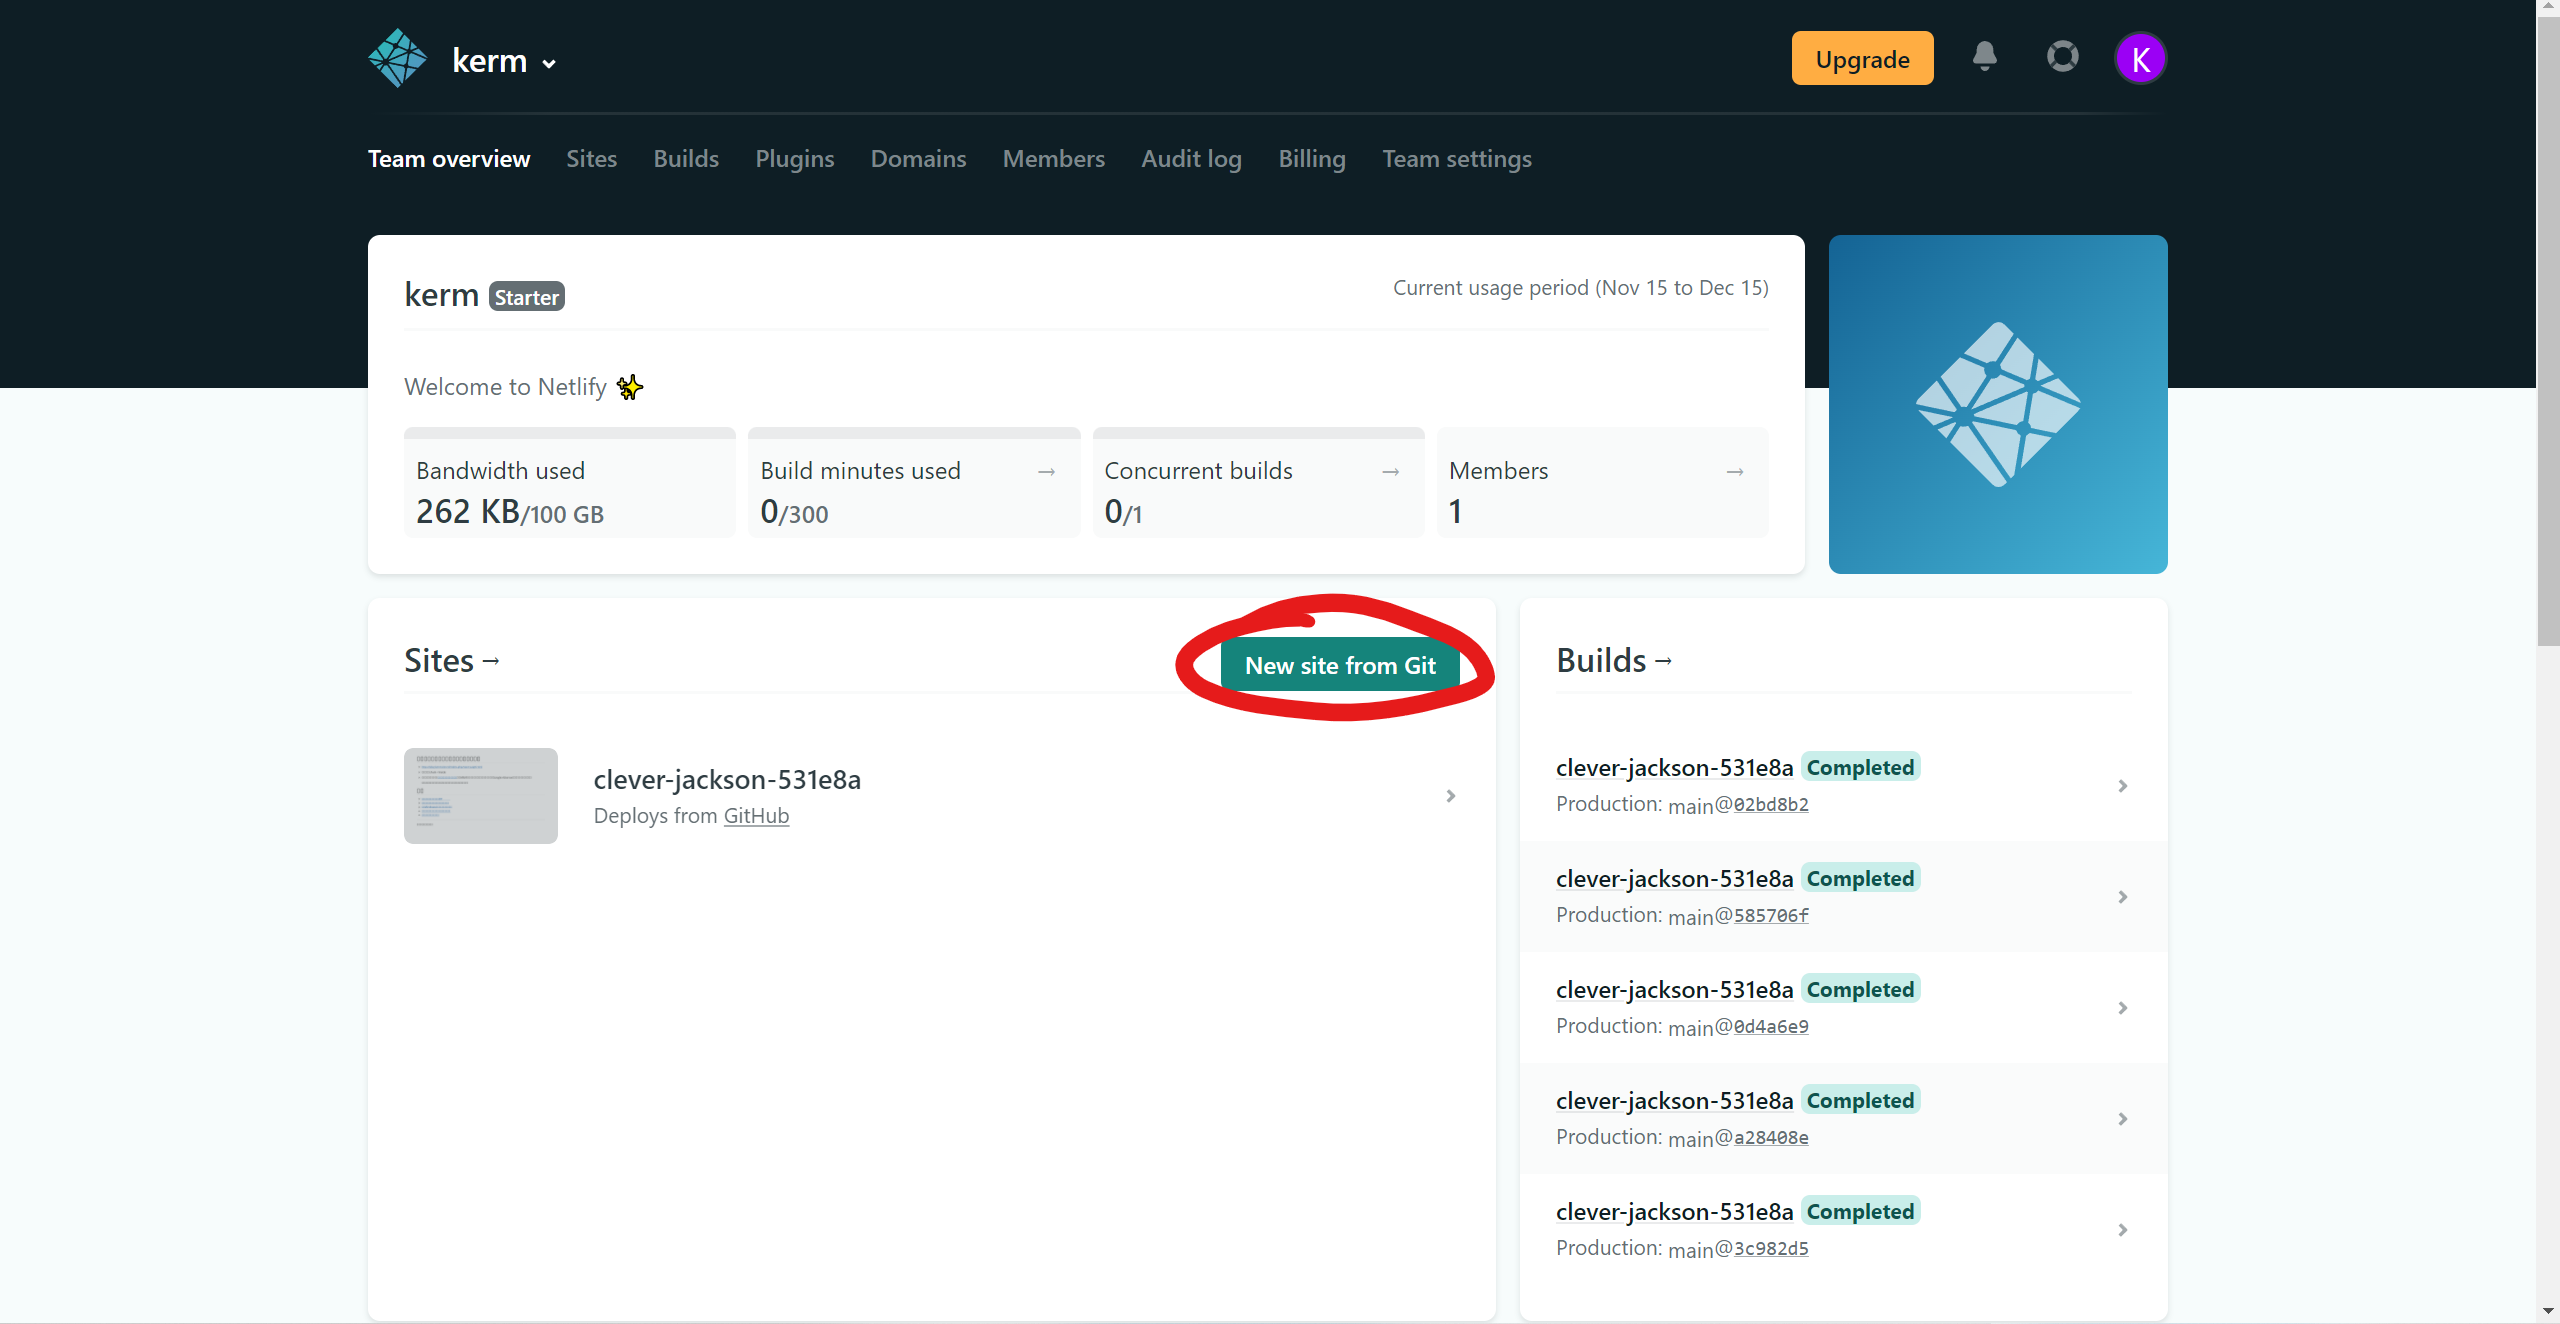 kerm
Upgrade
K
Team overview Sites Builds Plugins Domains Members Audit log Billing Team settings
kerm Starter
Current usage period (Nov 15 to Dec 15)
Welcome to Netlify ✨
Bandwidth used
262 KB/100 GB
Build minutes used →
0/300
Concurrent builds →
0/1
Members →
1
Sites →
New site from Git
clever-jackson-531e8a
Deploys from GitHub
Builds →
clever-jackson-531e8a Completed
Production: main@02bd8b2
clever-jackson-531e8a Completed
Production: main@585706f
clever-jackson-531e8a Completed
Production: main@0d4a6e9
clever-jackson-531e8a Completed
Production: main@a28408e
clever-jackson-531e8a Completed
Production: main@3c982d5